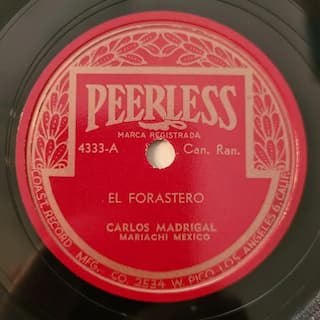 PEERLESS
MARCA REGISTRADA
4333-A
Can. Ran.
EL FORASTERO
CARLOS MADRIGAL
MARIACHI MEXICO
COAST RECORD MFG. CO. 2534 W. PICO, LOS ANGELES 6 CALIF.